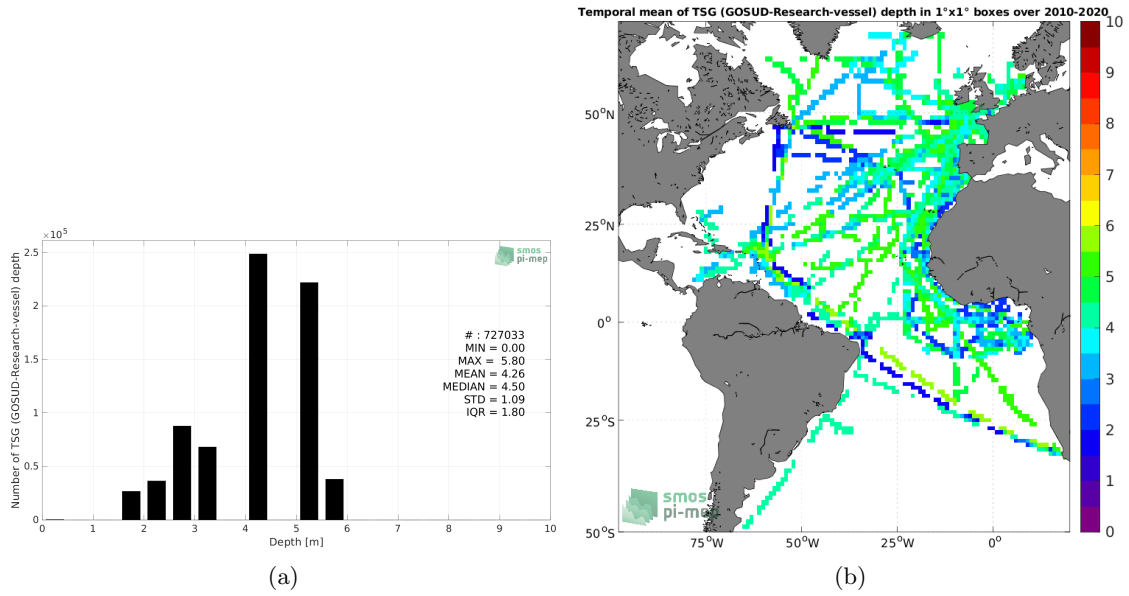 ×10⁵
2.5
2
1.5
1
0.5
0
Number of TSG (GOSUD-Research-vessel) depth
smos
pi-mep
# : 727033
MIN = 0.00
MAX = 5.80
MEAN = 4.26
MEDIAN = 4.50
STD = 1.09
IQR = 1.80
0 1 2 3 4 5 6 7 8 9 10
Depth [m]
(a)
Temporal mean of TSG (GOSUD-Research-vessel) depth in 1°x1° boxes over 2010-2020
50°N
25°N
0°
25°S
50°S
75°W 50°W 25°W 0°
smos
pi-mep
10
9
8
7
6
5
4
3
2
1
0
(b)